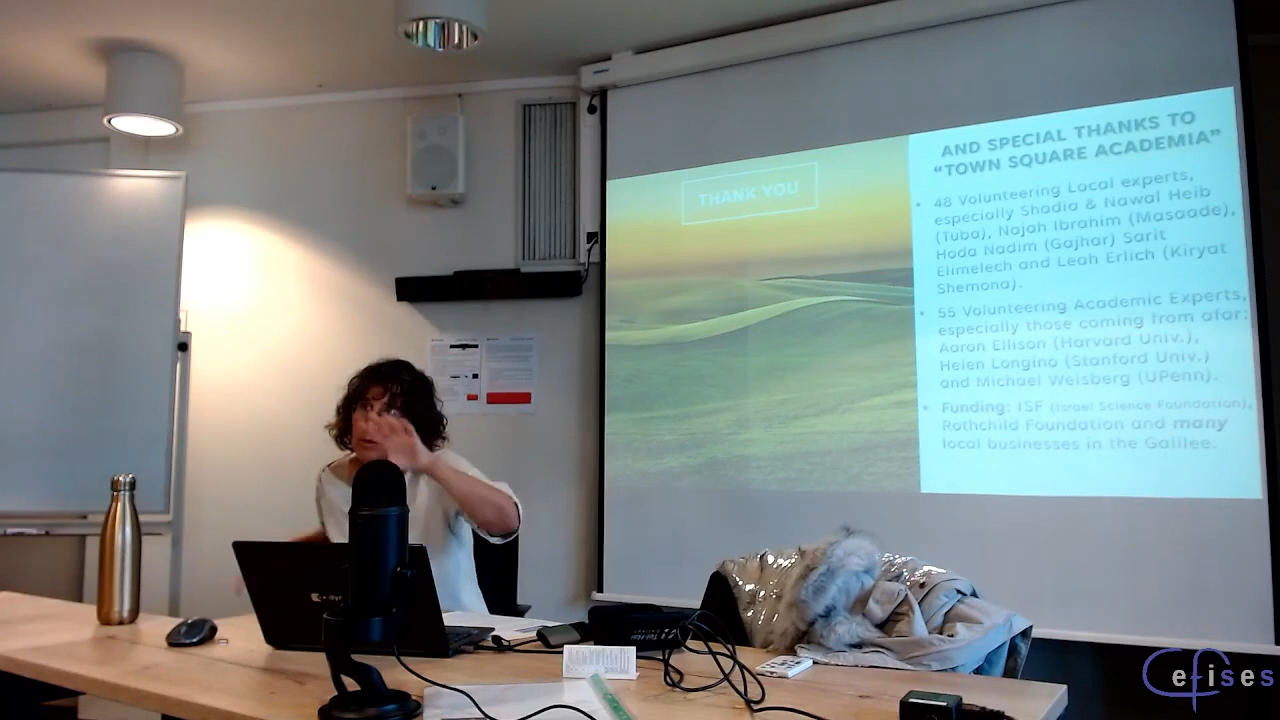 THANK YOU
AND SPECIAL THANKS TO
“TOWN SQUARE ACADEMIA”
• 48 Volunteering Local experts,
especially Shadia & Nawal Heib
(Tuba), Najah Ibrahim (Masaade),
Hoda Nadim (Gajhar) Sarit
Elimelech and Leah Erlich (Kiryat
Shemona).
• 55 Volunteering Academic Experts,
especially those coming from afar:
Aaron Ellison (Harvard Univ.),
Helen Longino (Stanford Univ.)
and Michael Weisberg (UPenn).
• Funding: ISF (Israel Science Foundation),
Rothchild Foundation and many
local businesses in the Galilee.
Cefises